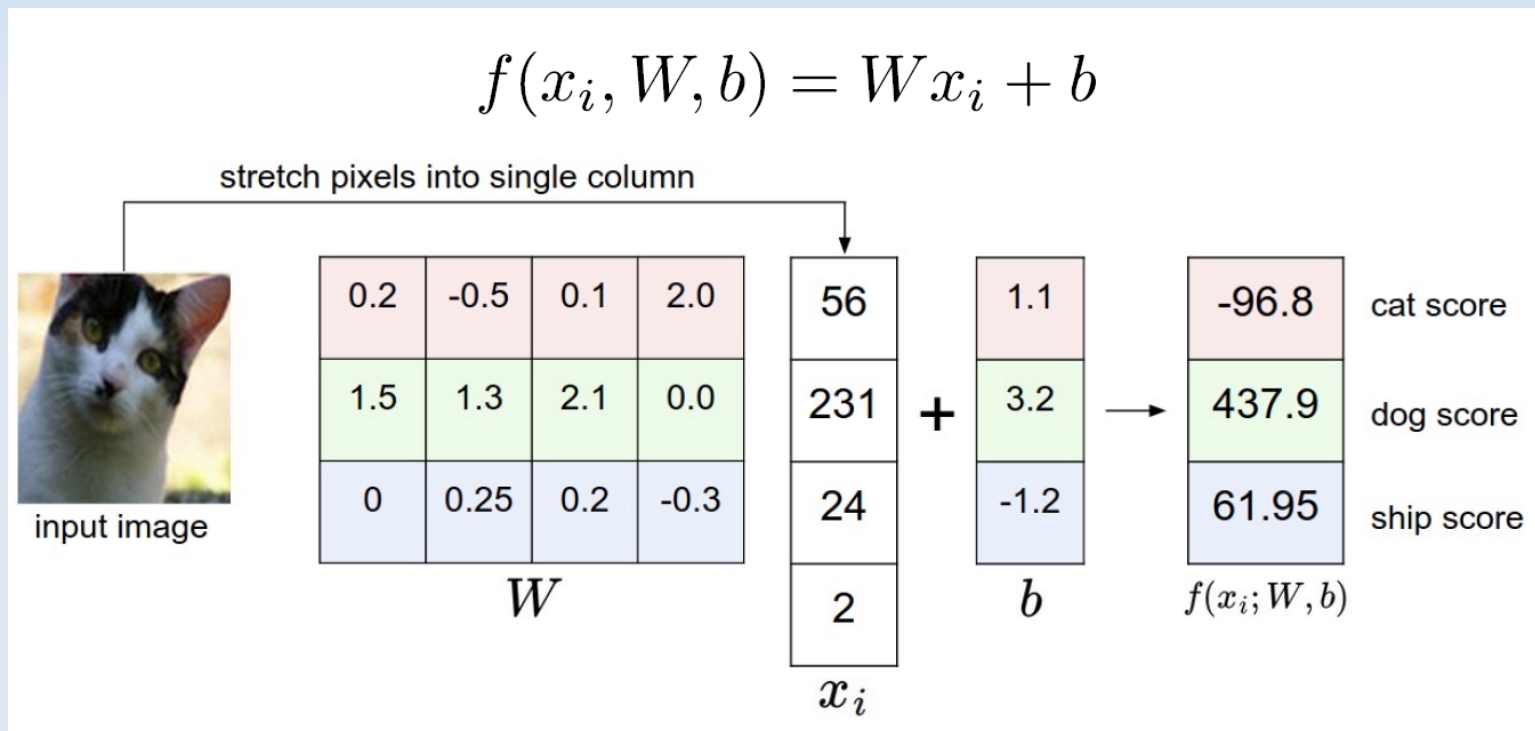 f(x_i, W, b) = Wx_i + b
stretch pixels into single column
0.2 -0.5 0.1 2.0
1.5 1.3 2.1 0.0
0 0.25 0.2 -0.3
W
56
231
24
2
x_i
+
1.1
3.2
-1.2
b
-96.8 cat score
437.9 dog score
61.95 ship score
f(x_i; W, b)
input image